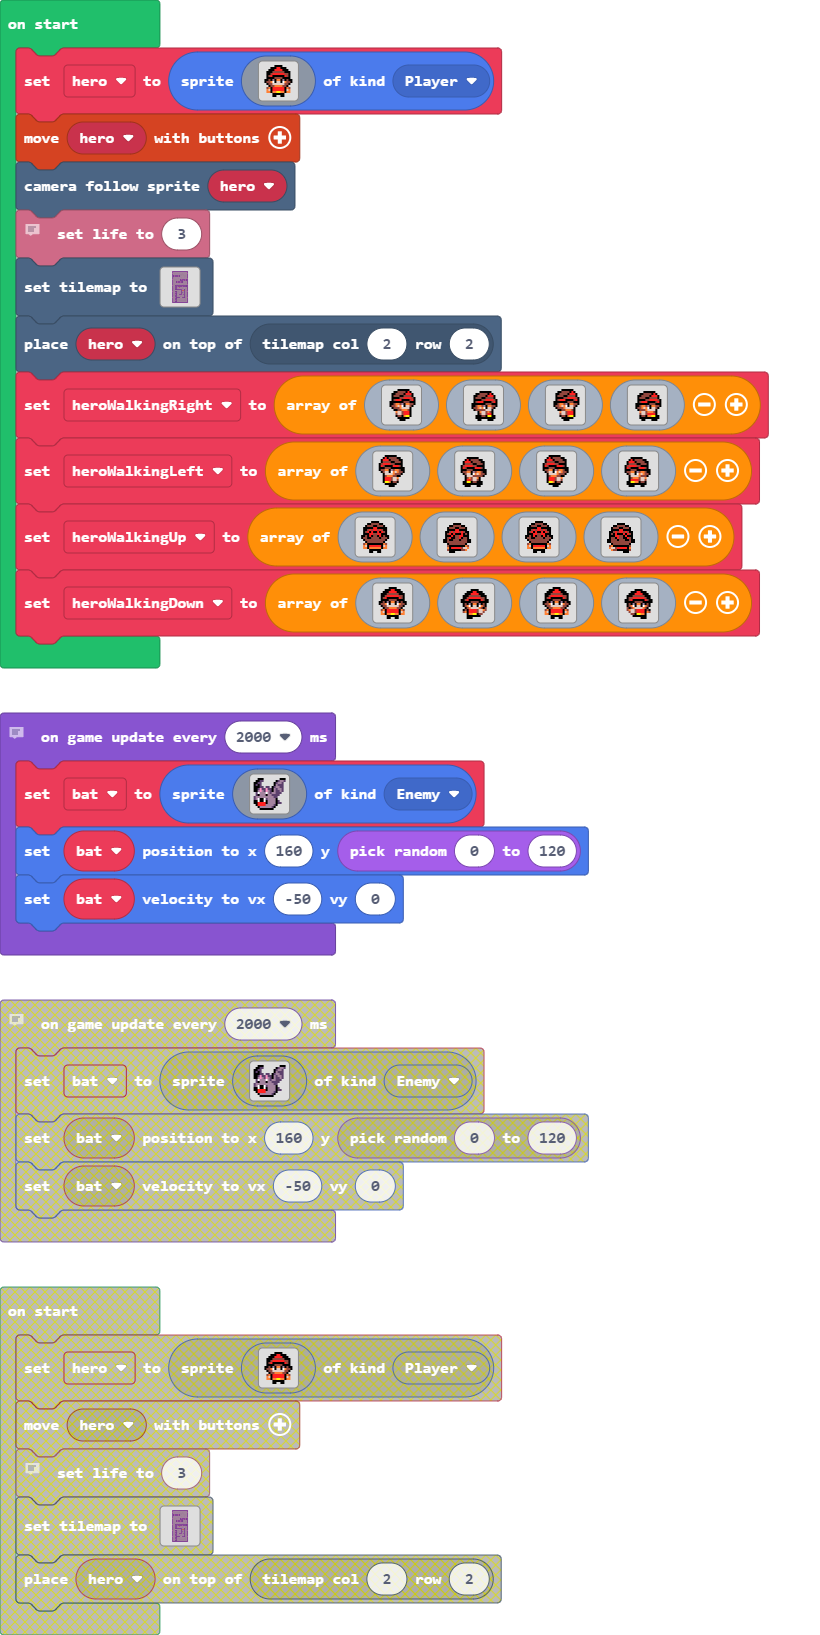 on start
set hero to sprite of kind Player
move hero with buttons
camera follow sprite hero
set life to 3
set tilemap to
place hero on top of tilemap col 2 row 2
set heroWalkingRight to array of
set heroWalkingLeft to array of
set heroWalkingUp to array of
set heroWalkingDown to array of
on game update every 2000 ms
set bat to sprite of kind Enemy
set bat position to x 160 y pick random 0 to 120
set bat velocity to vx -50 vy 0
on game update every 2000 ms
set bat to sprite of kind Enemy
set bat position to x 160 y pick random 0 to 120
set bat velocity to vx -50 vy 0
on start
set hero to sprite of kind Player
move hero with buttons
set life to 3
set tilemap to
place hero on top of tilemap col 2 row 2